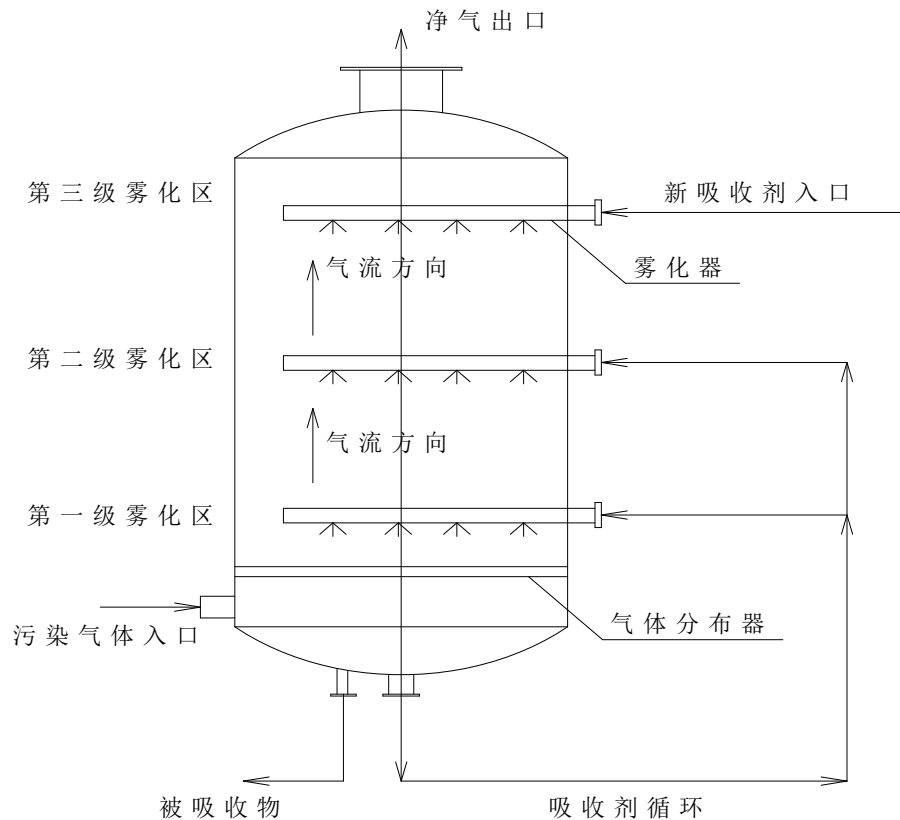 净气出口
第三级雾化区
新吸收剂入口
气流方向
雾化器
第二级雾化区
气流方向
第一级雾化区
污染气体入口
气体分布器
被吸收物
吸收剂循环